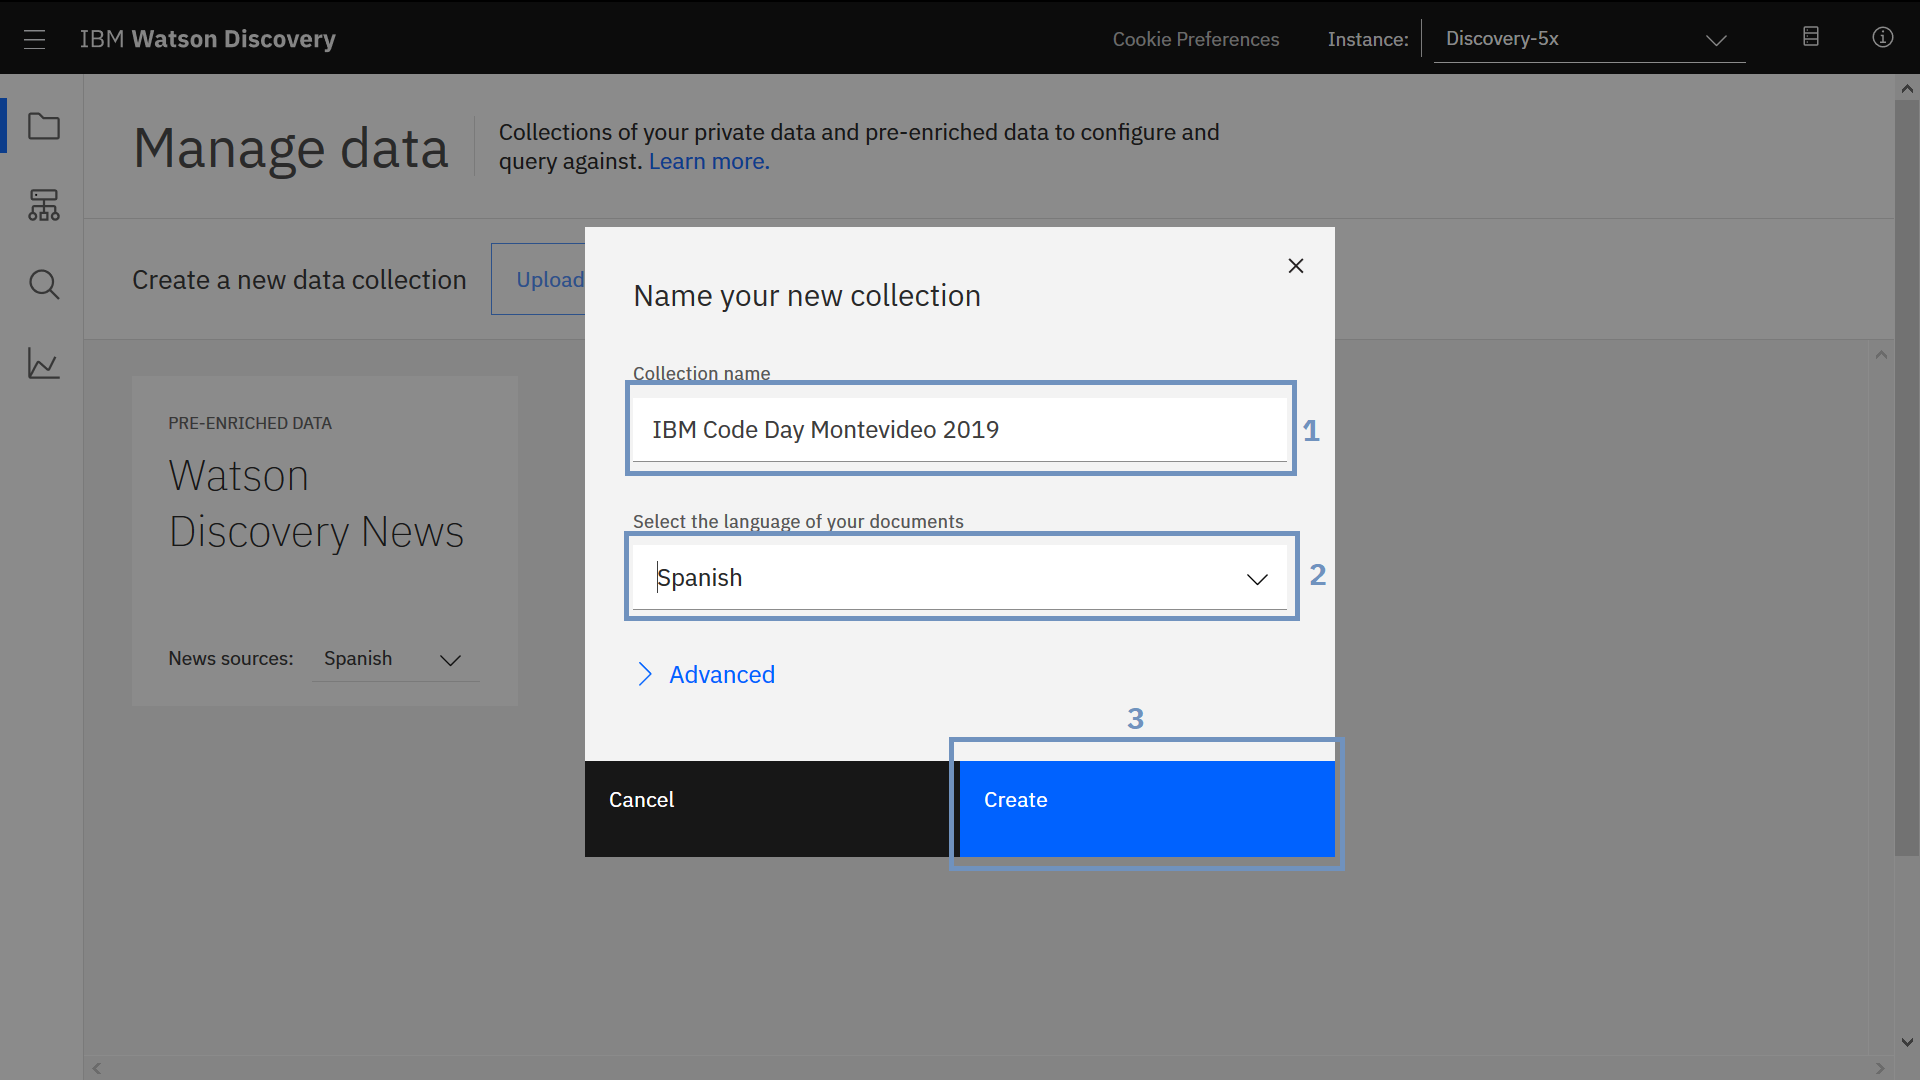 IBM Watson Discovery
Cookie Preferences
Instance:
Discovery-5x
Manage data
Collections of your private data and pre-enriched data to configure and
query against. Learn more.
Create a new data collection
Upload
PRE-ENRICHED DATA
Watson
Discovery News
News sources:
Spanish
Name your new collection
Collection name
IBM Code Day Montevideo 2019
1
Select the language of your documents
Spanish
2
Advanced
3
Cancel
Create